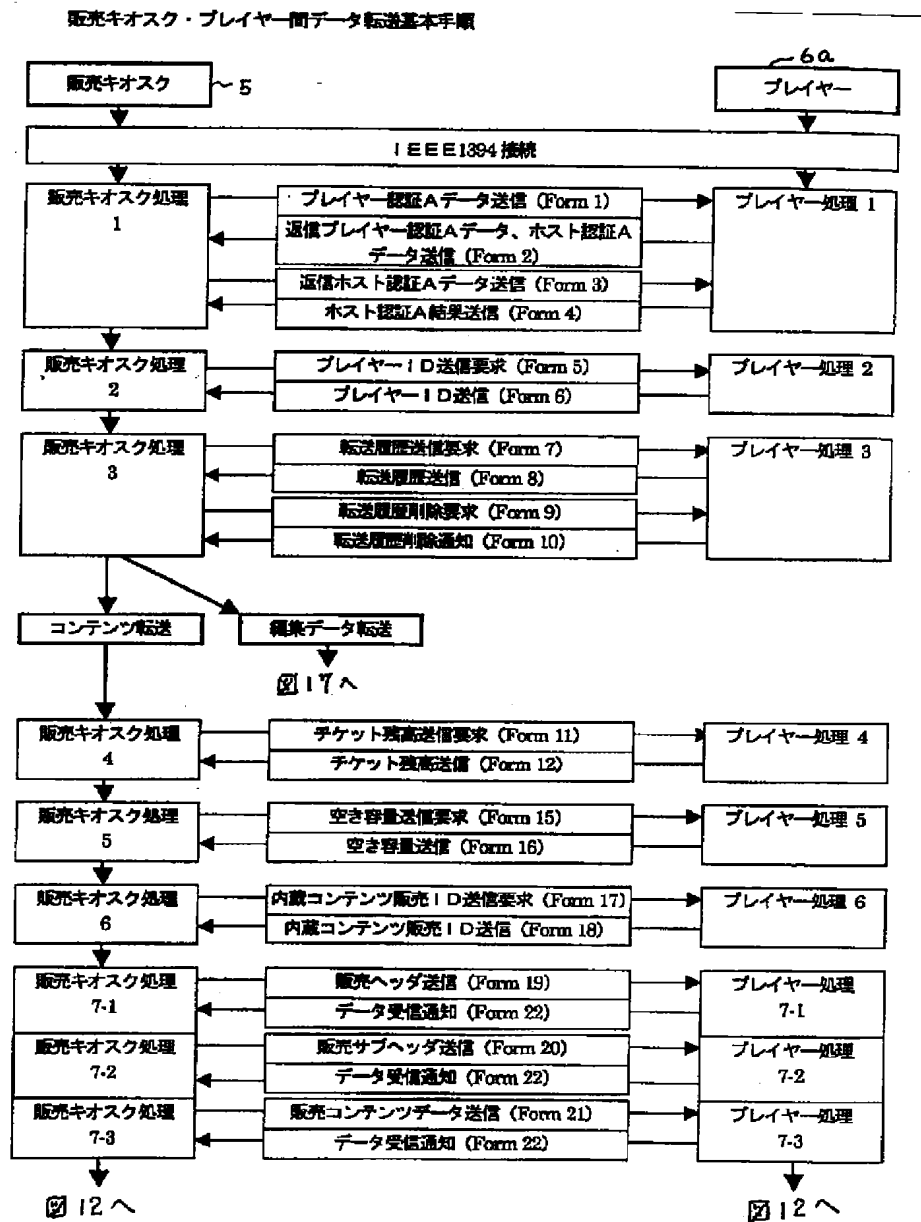 販売キオスク・プレイヤー間データ転送基本手順
販売キオスク
5
6a
プレイヤー
IEEE1394 接続
販売キオスク処理
1
プレイヤー認証Aデータ送信 (Form 1)
プレイヤー処理 1
返信プレイヤー認証Aデータ、ホスト認証A
データ送信 (Form 2)
返信ホスト認証Aデータ送信 (Form 3)
ホスト認証A結果送信 (Form 4)
販売キオスク処理
2
プレイヤーID送信要求 (Form 5)
プレイヤー処理 2
プレイヤーID送信 (Form 6)
販売キオスク処理
3
転送履歴送信要求 (Form 7)
プレイヤー処理 3
転送履歴送信 (Form 8)
転送履歴削除要求 (Form 9)
転送履歴削除通知 (Form 10)
コンテンツ転送
編集データ転送
図17へ
販売キオスク処理
4
チケット残高送信要求 (Form 11)
プレイヤー処理 4
チケット残高送信 (Form 12)
販売キオスク処理
5
空き容量送信要求 (Form 15)
プレイヤー処理 5
空き容量送信 (Form 16)
販売キオスク処理
6
内蔵コンテンツ販売ID送信要求 (Form 17)
プレイヤー処理 6
内蔵コンテンツ販売ID送信 (Form 18)
販売キオスク処理
7-1
販売ヘッダ送信 (Form 19)
プレイヤー処理
7-1
データ受信通知 (Form 22)
販売キオスク処理
7-2
販売サブヘッダ送信 (Form 20)
プレイヤー処理
7-2
データ受信通知 (Form 22)
販売キオスク処理
7-3
販売コンテンツデータ送信 (Form 21)
プレイヤー処理
7-3
データ受信通知 (Form 22)
図12へ
図12へ